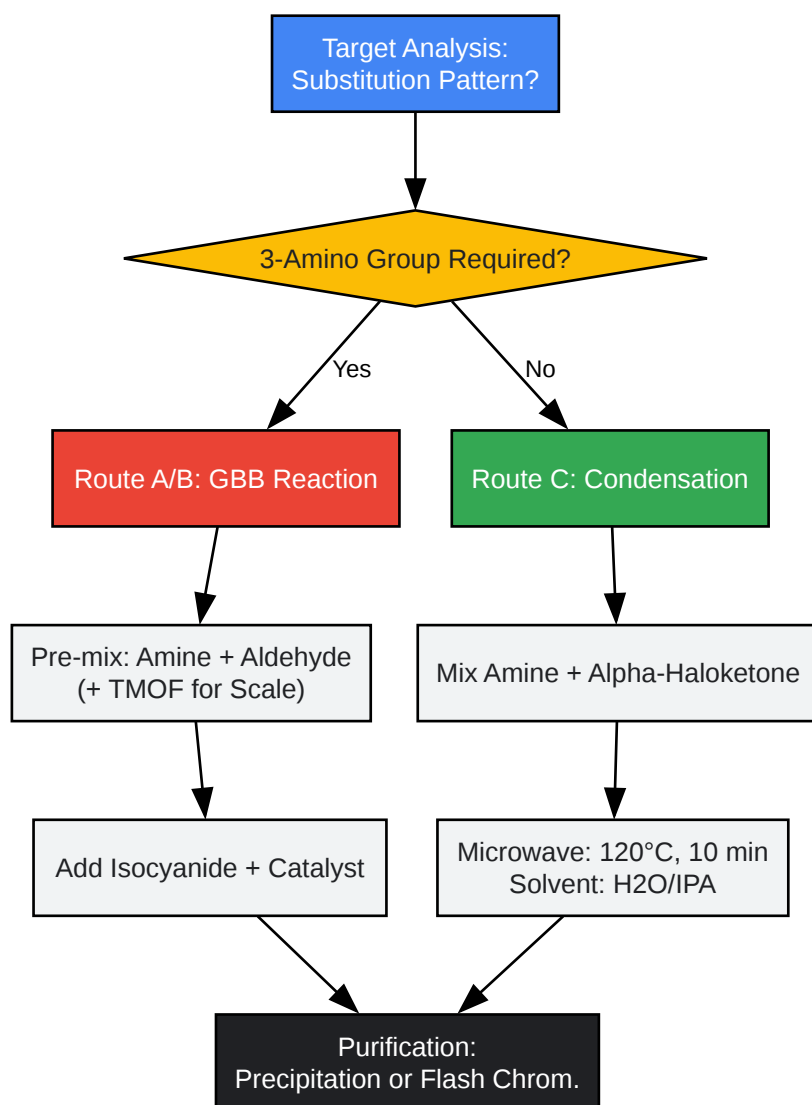 Target Analysis:
Substitution Pattern?
3-Amino Group Required?
Yes
No
Route A/B: GBB Reaction
Route C: Condensation
Pre-mix: Amine + Aldehyde
(+ TMOF for Scale)
Mix Amine + Alpha-Haloketone
Add Isocyanide + Catalyst
Microwave: 120°C, 10 min
Solvent: H2O/IPA
Purification:
Precipitation or Flash Chrom.